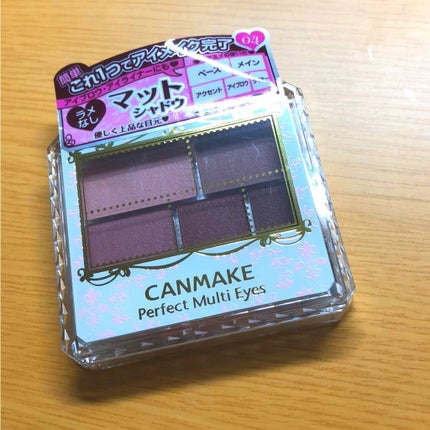 簡単
これ1つでアイメイク完了
04
アイブロウ・アイライナーにも♥
ラメなし
マット
シャドウ
優しく上品な目元♥
ベース
メイン
アクセント
アイブロウ
CANMAKE
Perfect Multi Eyes